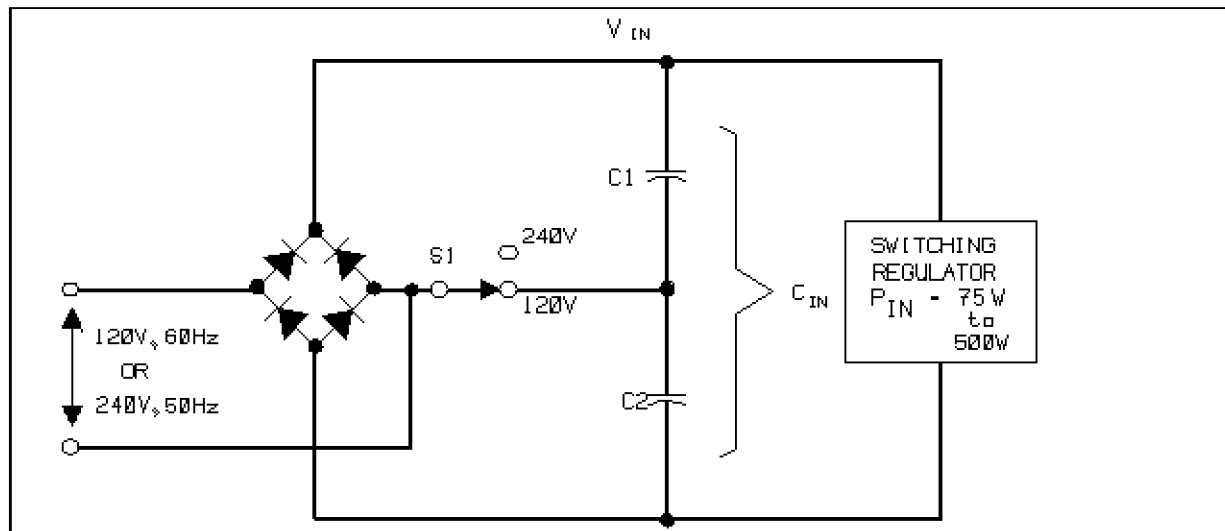 V IN
C1
240V
S1
120V
SWITCHING
REGULATOR
P IN - 75W
to
500W
C IN
120V, 60Hz
OR
240V, 50Hz
C2